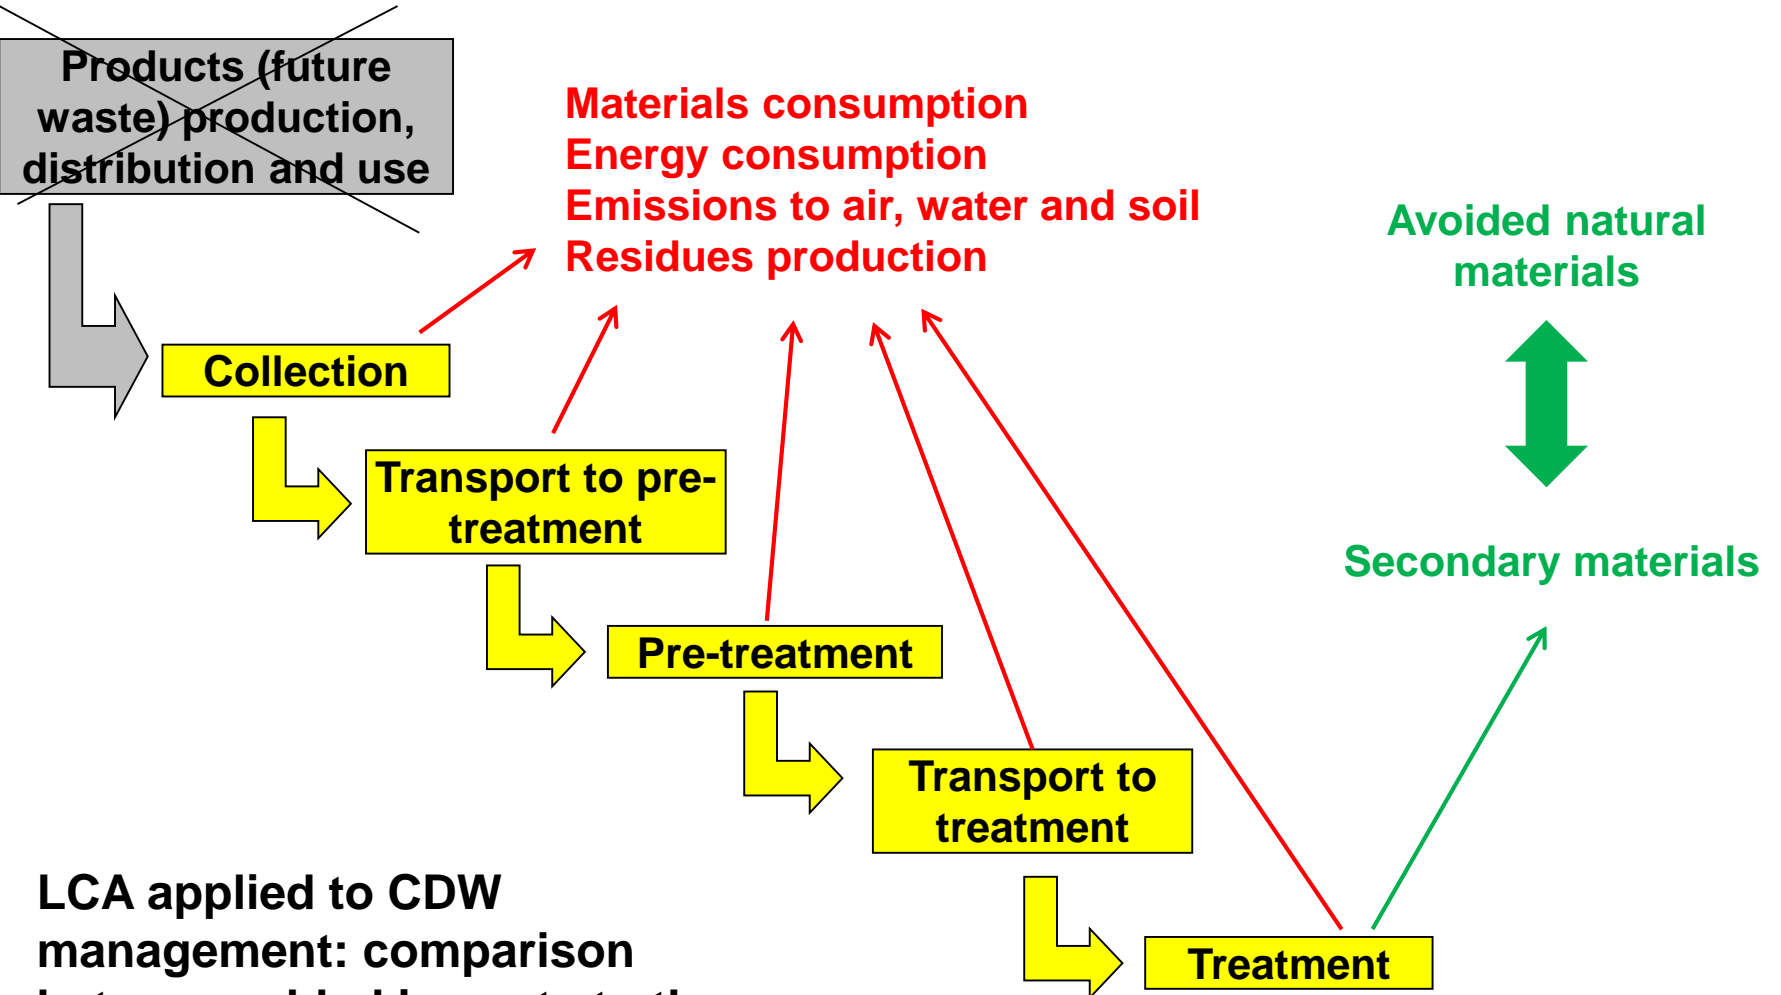 Products (future
waste) production,
distribution and use
Materials consumption
Energy consumption
Emissions to air, water and soil
Residues production
Avoided natural
materials
Collection
Transport to pre-
treatment
Secondary materials
Pre-treatment
Transport to
treatment
LCA applied to CDW
management: comparison
Treatment